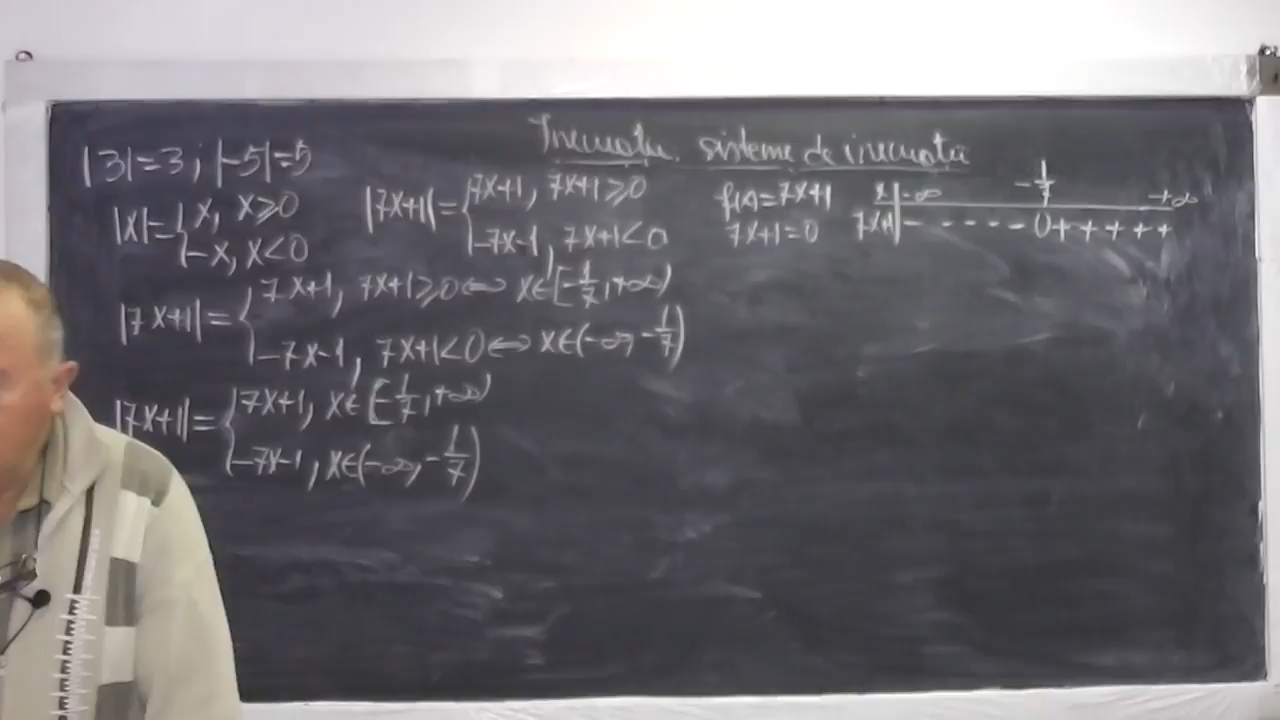 Inecuatii. sisteme de inecuatii
|3|=3 ; |-5|=5
|x|={x, x≥0
-x, x<0
|7x+1|={7x+1, 7x+1≥0
-7x-1, 7x+1<0
f(x)=7x+1
7x+1=0
x | -∞ -1/7 +∞
7x+1 | - - - - - - 0 + + + + +
|7x+1|={7x+1, 7x+1≥0 ⇔ x∈[-1/7, +∞)
-7x-1, 7x+1<0 ⇔ x∈(-∞, -1/7)
|7x+1|={7x+1, x∈[-1/7, +∞)
-7x-1, x∈(-∞, -1/7)